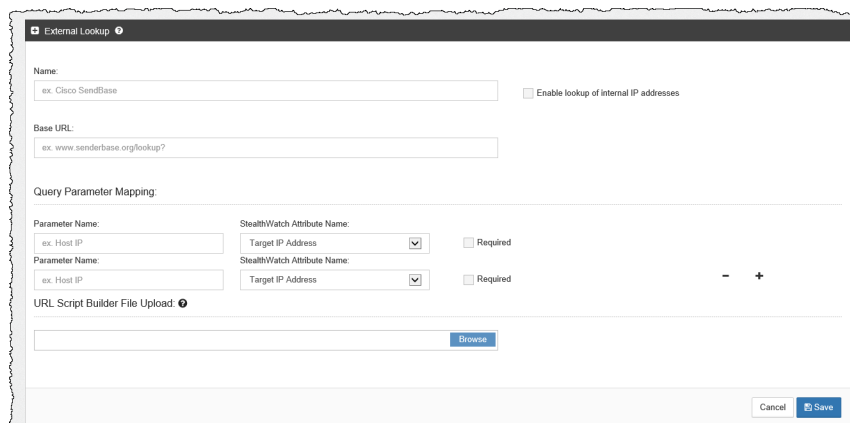 External Lookup
Name:
ex. Cisco SendBase
Enable lookup of internal IP addresses
Base URL:
ex. www.senderbase.org/lookup?
Query Parameter Mapping:
Parameter Name: StealthWatch Attribute Name:
ex. Host IP Target IP Address Required
Parameter Name: StealthWatch Attribute Name:
ex. Host IP Target IP Address Required
URL Script Builder File Upload:
Browse
Cancel Save